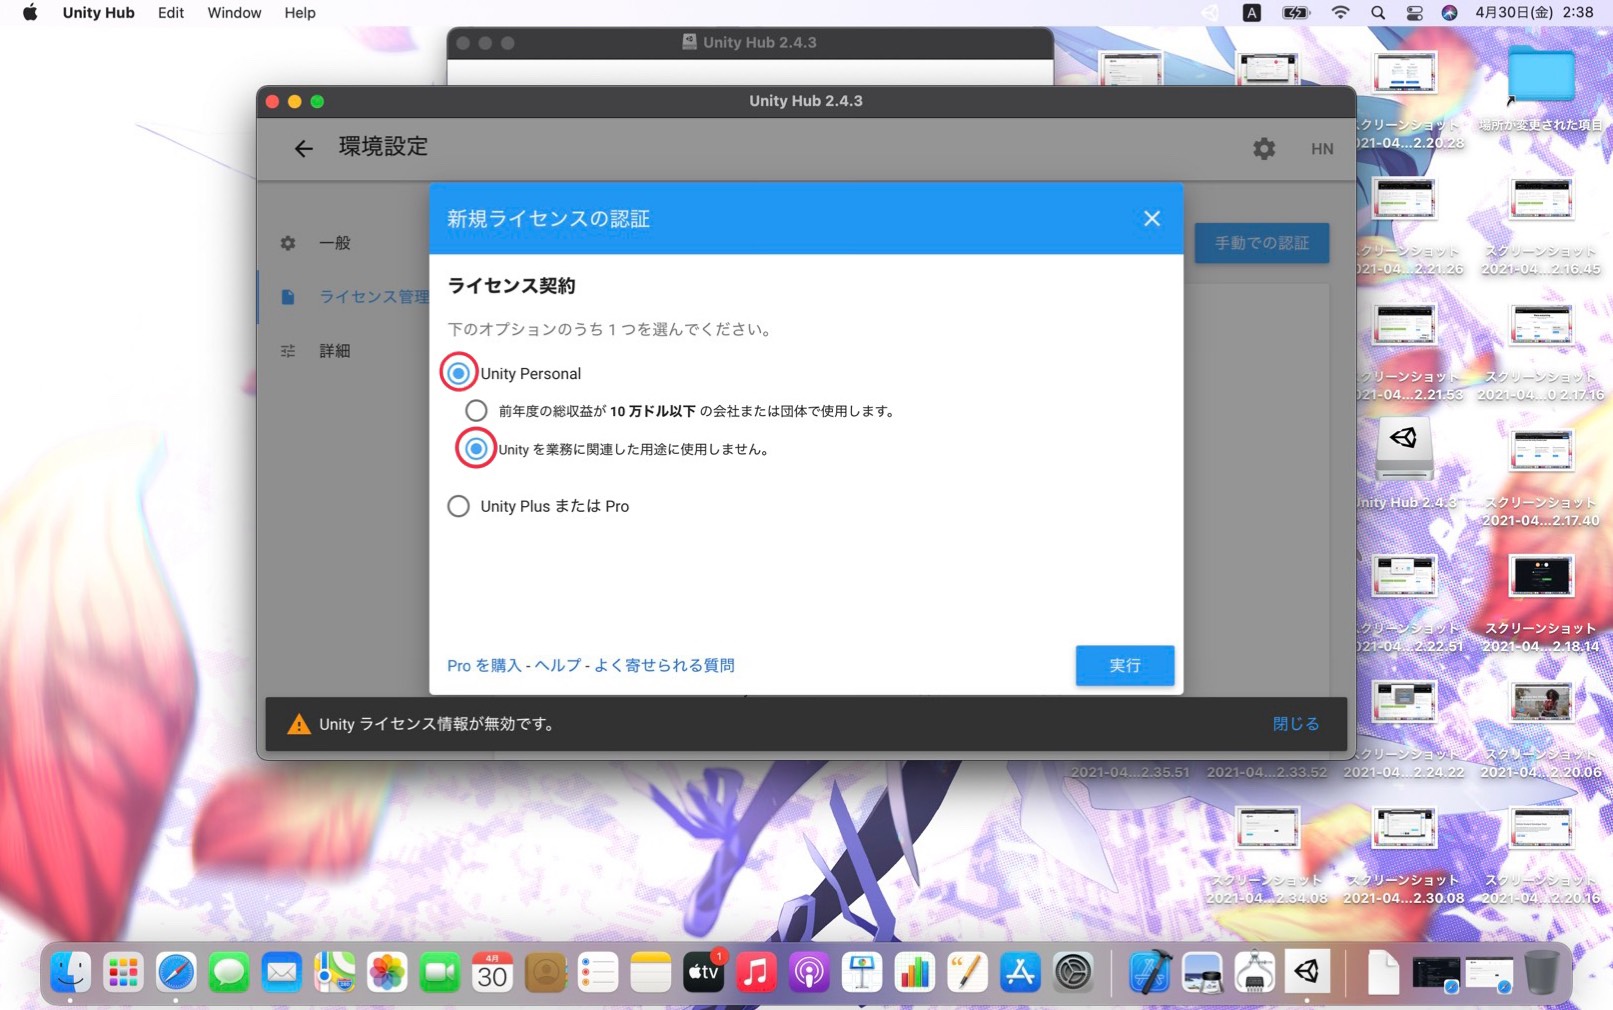 Unity Hub Edit Window Help A 4月30日(金) 2:38
Unity Hub 2.4.3
Unity Hub 2.4.3
環境設定
HN
新規ライセンスの認証
手動での認証
一般
ライセンス管理
詳細
ライセンス契約
下のオプションのうち 1 つを選んでください。
Unity Personal
前年度の総収益が 10 万ドル以下 の会社または団体で使用します。
Unity を業務に関連した用途に使用しません。
Unity Plus または Pro
Pro を購入 - ヘルプ - よく寄せられる質問
実行
Unity ライセンス情報が無効です。
閉じる
クリーンショット
021-04...2.20.28
場所が変更された項目
クリーンショット
021-04...2.21.26
スクリーンショット
2021-04...2.16.45
クリーンショット
021-04...2.21.53
スクリーンショット
2021-04...0 2.17.16
nity Hub 2.4.3
スクリーンショット
2021-04...2.17.40
クリーンショット
021-04...2.22.51
スクリーンショット
2021-04...2.18.14
2021-04...2.35.51
2021-04...2.33.52
クリーンショット
2021-04...2.24.22
スクリーンショット
2021-04...2.20.06
スクリーンショット
2021-04...2.34.08
スクリーンショット
2021-04...2.30.08
スクリーンショット
2021-04...2.20.16
4月
30
tv
1